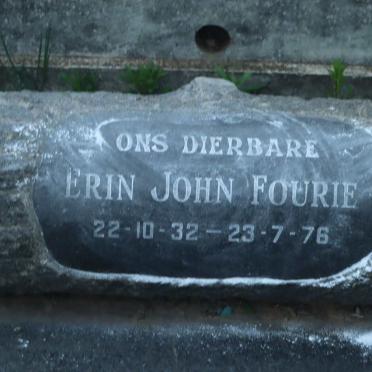 ONS DIERBARE
ERIN JOHN FOURIE
22-10-32-23-7-76